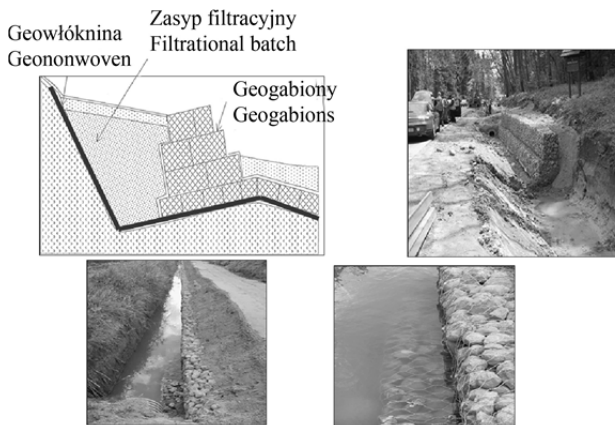 Geowłóknina
Geononwoven
Zasyp filtracyjny
Filtrational batch
Geogabiony
Geogabions